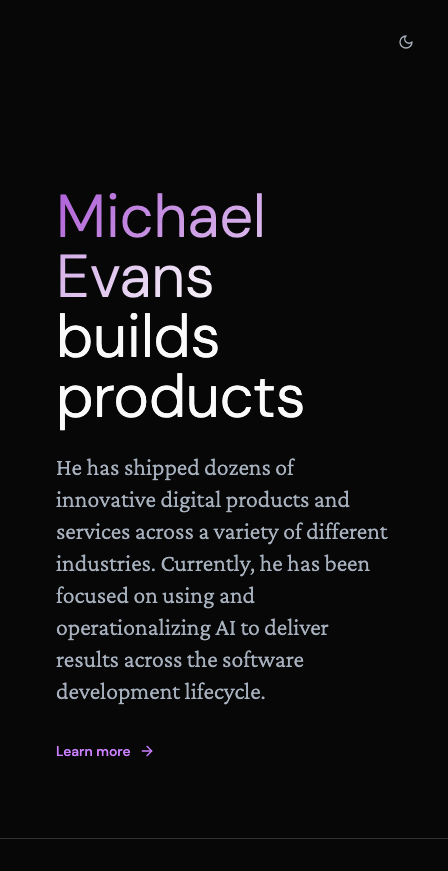 Michael
Evans
builds
products
He has shipped dozens of
innovative digital products and
services across a variety of different
industries. Currently, he has been
focused on using and
operationalizing AI to deliver
results across the software
development lifecycle.
Learn more